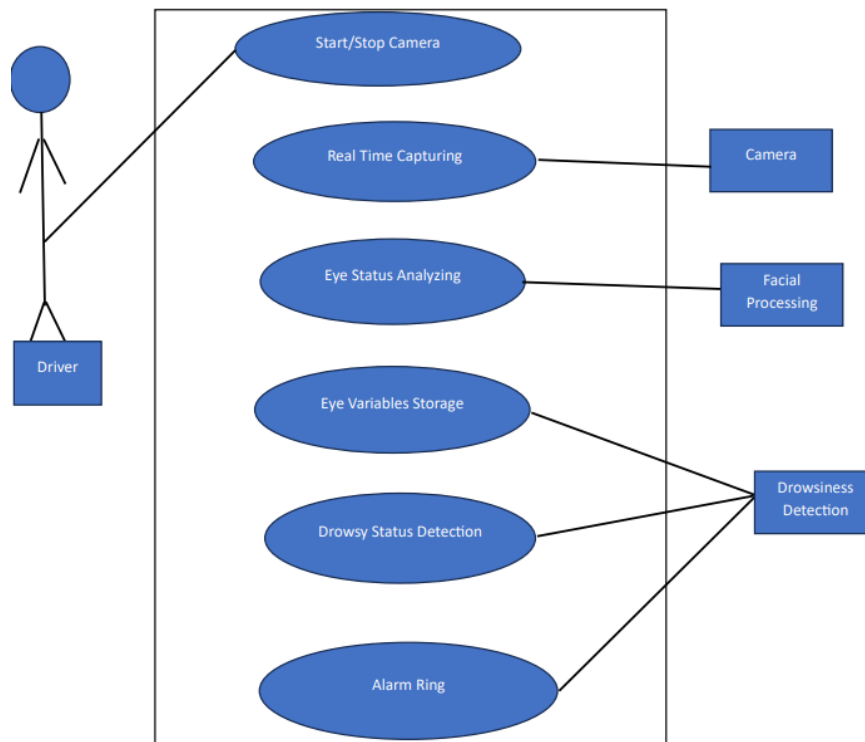 Start/Stop Camera
Real Time Capturing
Camera
Eye Status Analyzing
Facial
Processing
Driver
Eye Variables Storage
Drowsiness
Detection
Drowsy Status Detection
Alarm Ring